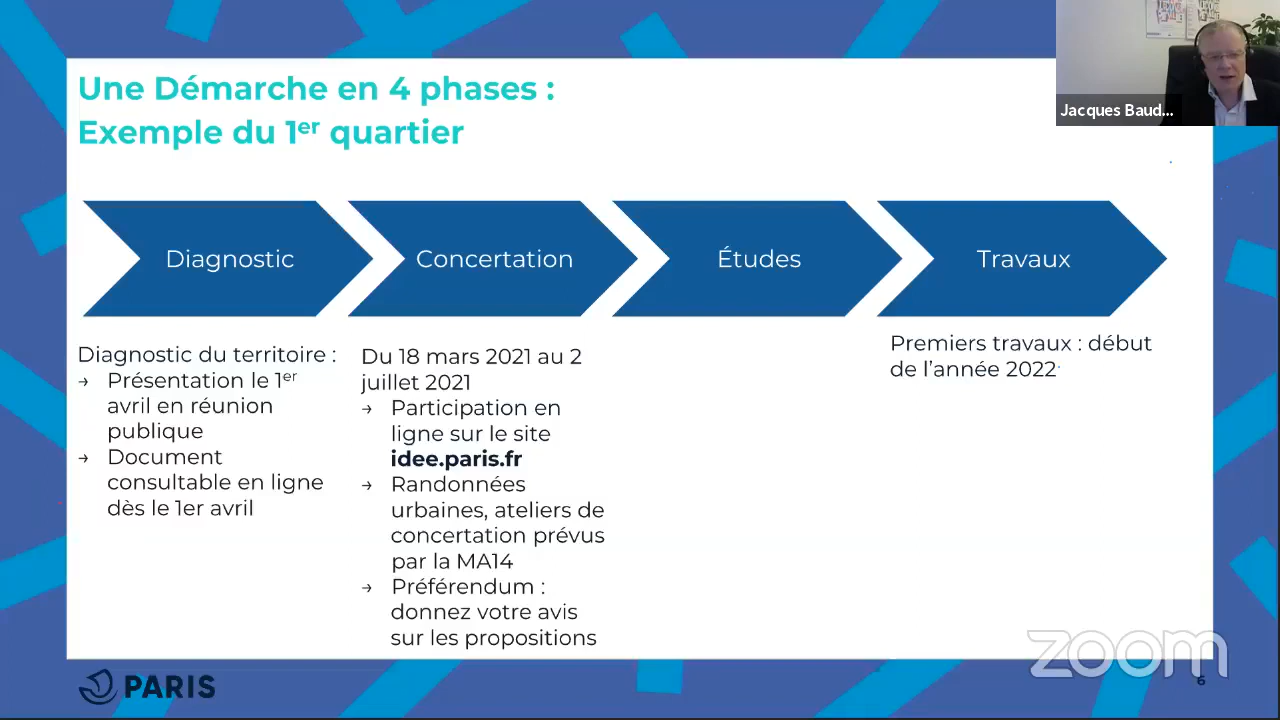 Une Démarche en 4 phases :
Exemple du 1er quartier
Jacques Baud...
Diagnostic
Concertation
Études
Travaux
Diagnostic du territoire :
→ Présentation le 1er
avril en réunion
publique
→ Document
consultable en ligne
dès le 1er avril
Du 18 mars 2021 au 2
juillet 2021
→ Participation en
ligne sur le site
idee.paris.fr
→ Randonnées
urbaines, ateliers de
concertation prévus
par la MA14
→ Préférendum :
donnez votre avis
sur les propositions
Premiers travaux : début
de l’année 2022
zoom
PARIS
6